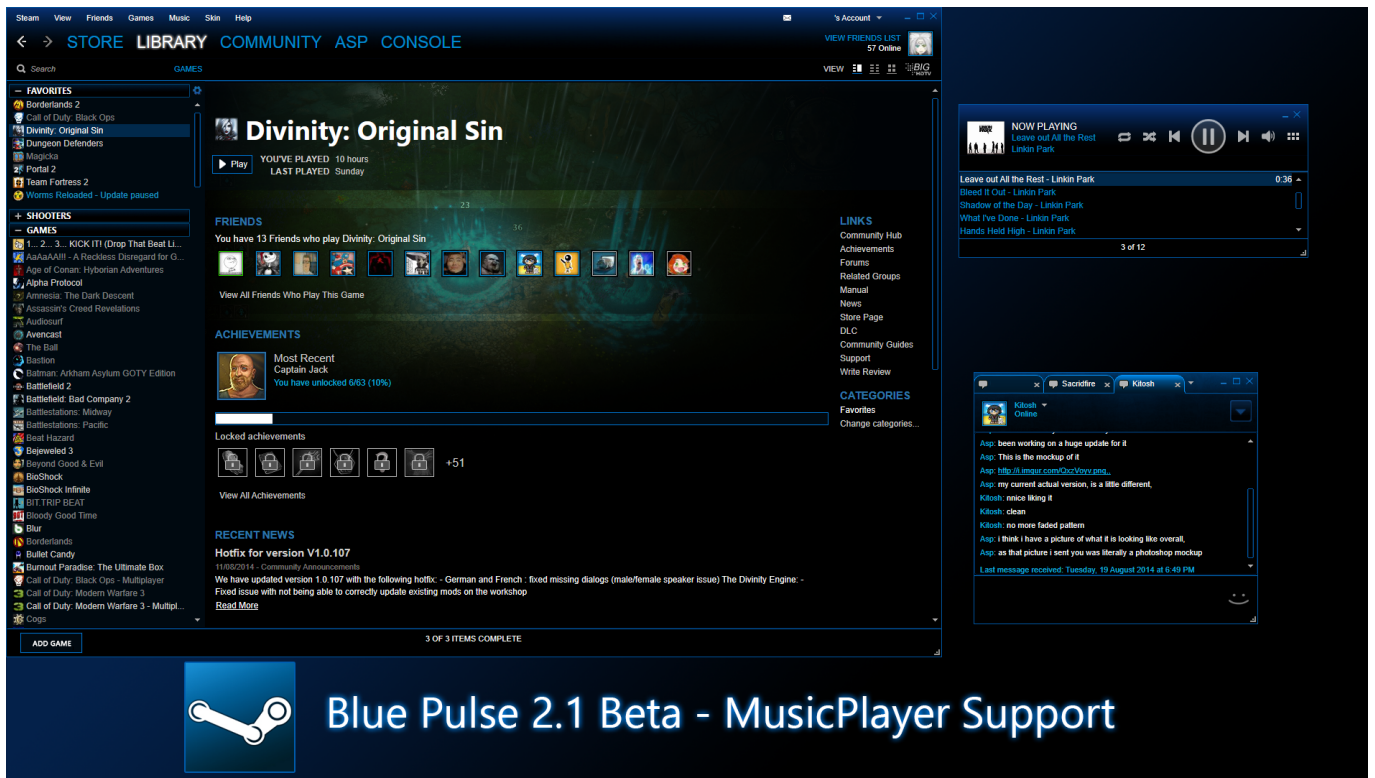 Steam View Friends Games Music Skin Help
's Account
STORE LIBRARY COMMUNITY ASP CONSOLE
VIEW FRIENDS LIST
57 Online
Search GAMES
VIEW
BIG
FAVORITES
Borderlands 2
Call of Duty: Black Ops
Divinity: Original Sin
Dungeon Defenders
Magicka
Portal 2
Team Fortress 2
Worms Reloaded - Update paused
+ SHOOTERS
− GAMES
1... 2... 3... KICK IT! (Drop That Beat Li...
AaAaAA!!! - A Reckless Disregard for G...
Age of Conan: Hyborian Adventures
Alpha Protocol
Amnesia: The Dark Descent
Assassin's Creed Revelations
Audiosurf
Avencast
The Ball
Bastion
Batman: Arkham Asylum GOTY Edition
Battlefield 2
Battlefield: Bad Company 2
Battlestations: Midway
Battlestations: Pacific
Beat Hazard
Bejeweled 3
Beyond Good & Evil
BioShock
BioShock Infinite
BIT.TRIP BEAT
Bloody Good Time
Blur
Borderlands
Bullet Candy
Burnout Paradise: The Ultimate Box
Call of Duty: Black Ops - Multiplayer
Call of Duty: Modern Warfare 3
Call of Duty: Modern Warfare 3 - Multipl...
Cogs
ADD GAME
Divinity: Original Sin
Play
YOU'VE PLAYED 10 hours
LAST PLAYED Sunday
23
36
FRIENDS
You have 13 Friends who play Divinity: Original Sin
View All Friends Who Play This Game
ACHIEVEMENTS
Most Recent
Captain Jack
You have unlocked 6/63 (10%)
Locked achievements
+51
View All Achievements
RECENT NEWS
Hotfix for version V1.0.107
11/08/2014 - Community Announcements
We have updated version 1.0.107 with the following hotfix: - German and French : fixed missing dialogs (male/female speaker issue) The Divinity Engine: -
Fixed issue with not being able to correctly update existing mods on the workshop
Read More
3 OF 3 ITEMS COMPLETE
LINKS
Community Hub
Achievements
Forums
Related Groups
Manual
News
Store Page
DLC
Community Guides
Support
Write Review
CATEGORIES
Favorites
Change categories...
NOW PLAYING
Leave out All the Rest
Linkin Park
Leave out All the Rest - Linkin Park 0:36
Bleed It Out - Linkin Park
Shadow of the Day - Linkin Park
What I've Done - Linkin Park
Hands Held High - Linkin Park
3 of 12
Sacridfire
Kitosh
Kitosh
Online
Asp: been working on a huge update for it
Asp: This is the mockup of it
Asp: http://i.imgur.com/QxzVovv.png..
Asp: my current actual version, is a little different,
Kitosh: nnice liking it
Kitosh: clean
Kitosh: no more faded pattern
Asp: i think i have a picture of what it is looking like overall,
Asp: as that picture i sent you was literally a photoshop mockup
Last message received: Tuesday, 19 August 2014 at 6:49 PM
Blue Pulse 2.1 Beta - MusicPlayer Support